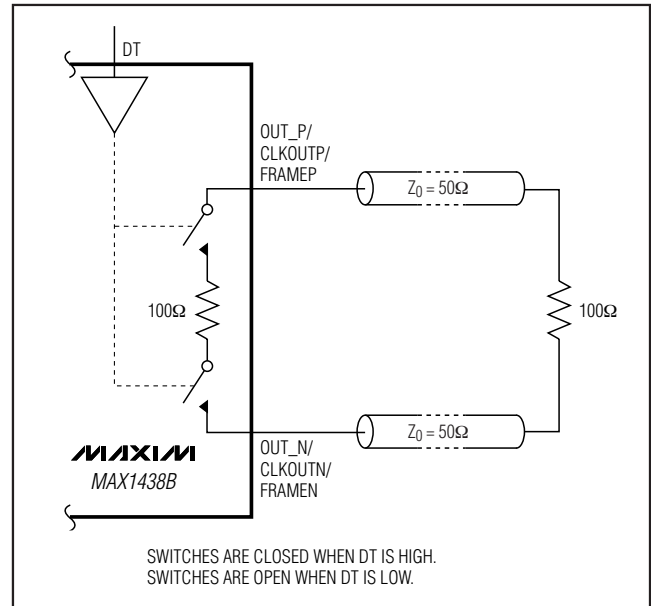 DT
OUT_P/
CLKOUTP/
FRAMEP
Z0 = 50Ω
100Ω
100Ω
Z0 = 50Ω
MAXIM
MAX1438B
OUT_N/
CLKOUTN/
FRAMEN
SWITCHES ARE CLOSED WHEN DT IS HIGH.
SWITCHES ARE OPEN WHEN DT IS LOW.